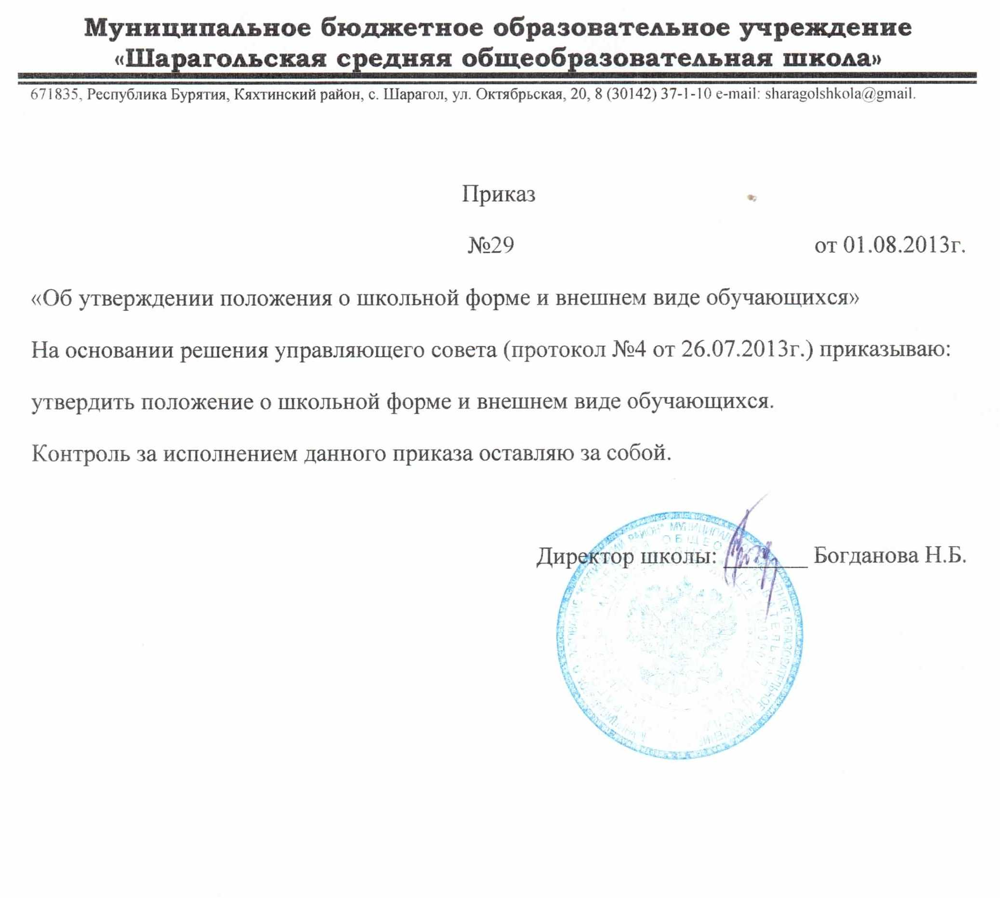 Муниципальное бюджетное образовательное учреждение
«Шарагольская средняя общеобразовательная школа»
671835, Республика Бурятия, Кяхтинский район, с. Шарагол, ул. Октябрьская, 20, 8 (30142) 37-1-10 e-mail: sharagolshkola@gmail.
Приказ
№29 от 01.08.2013г.
«Об утверждении положения о школьной форме и внешнем виде обучающихся»
На основании решения управляющего совета (протокол №4 от 26.07.2013г.) приказываю:
утвердить положение о школьной форме и внешнем виде обучающихся.
Контроль за исполнением данного приказа оставляю за собой.
Директор школы: _______ Богданова Н.Б.